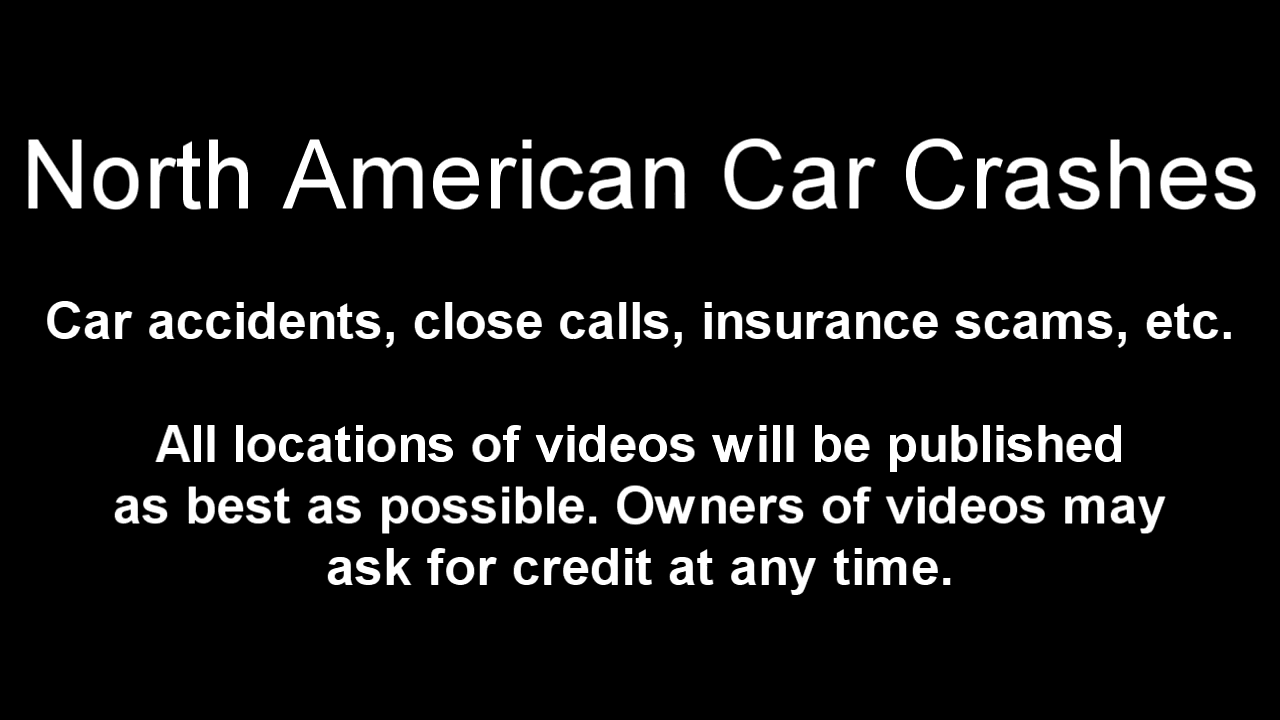 North American Car Crashes
Car accidents, close calls, insurance scams, etc.
All locations of videos will be published
as best as possible. Owners of videos may
ask for credit at any time.